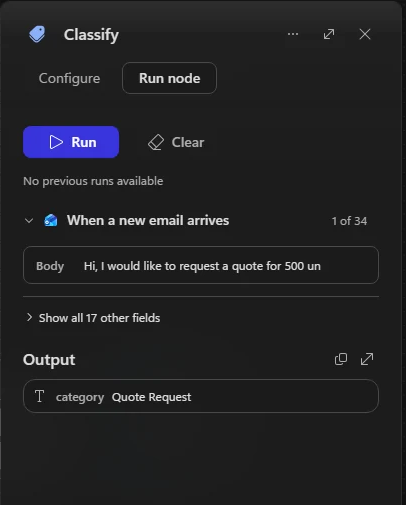 Classify
Configure Run node
Run Clear
No previous runs available
When a new email arrives 1 of 34
Body Hi, I would like to request a quote for 500 un
Show all 17 other fields
Output
category Quote Request